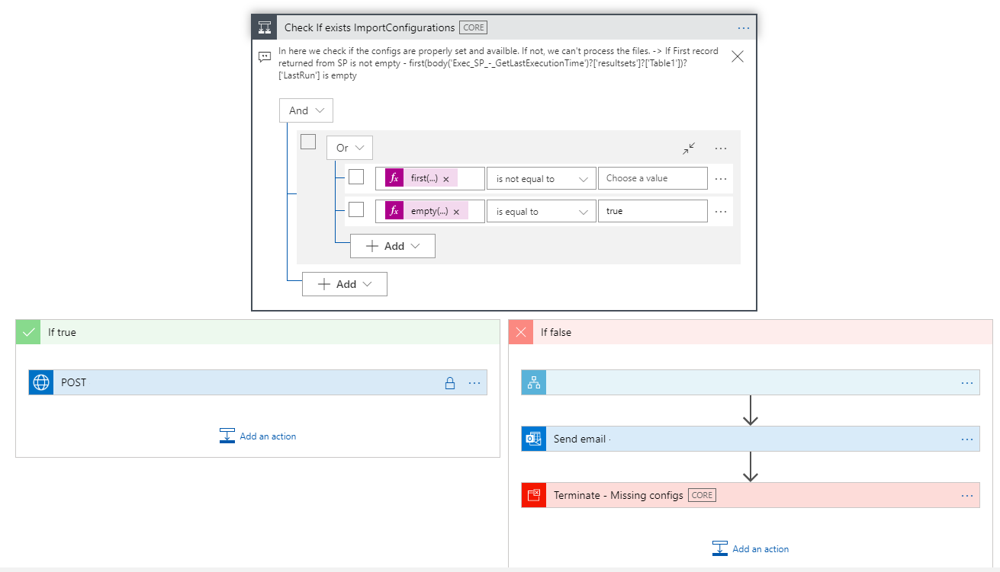 Check If exists ImportConfigurations CORE
In here we check if the configs are properly set and availble. If not, we can't process the files. -> If First record
returned from SP is not empty - first(body('Exec_SP_-_GetLastExecutionTime')?['resultsets']?['Table1'])?
['LastRun'] is empty
And
Or
fx first(...) × is not equal to Choose a value
fx empty(...) × is equal to true
+ Add
+ Add
If true
POST
Add an action
If false
Send email
Terminate - Missing configs CORE
Add an action